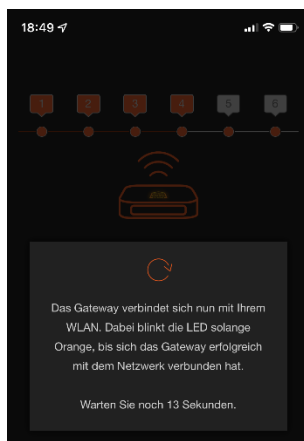 18:49
1 2 3 4 5 6
Das Gateway verbindet sich nun mit Ihrem
WLAN. Dabei blinkt die LED solange
Orange, bis sich das Gateway erfolgreich
mit dem Netzwerk verbunden hat.
Warten Sie noch 13 Sekunden.